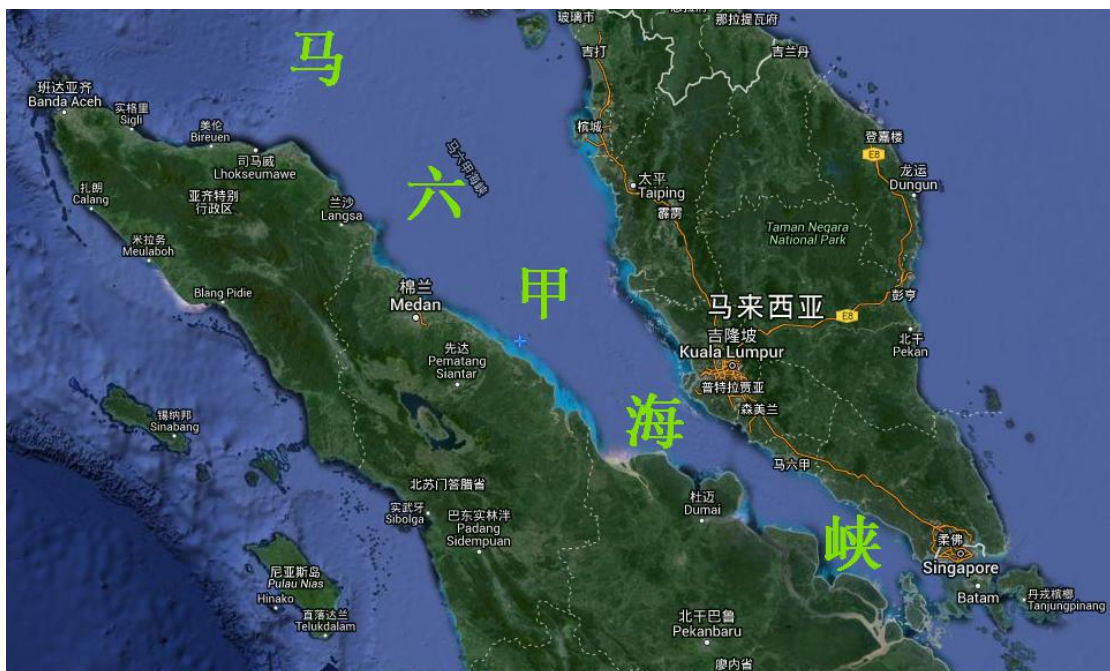 玻璃市
那拉提瓦府
马
吉打
吉兰丹
班达亚齐
Banda Aceh
实格里
Sigli
美伦
Bireuen
槟城
登嘉楼
E8
司马威
Lhokseumawe
马六甲海峡
六
太平
Taiping
龙运
Dungun
扎朗
Calang
亚齐特别
行政区
兰沙
Langsa
霹雳
Taman Negara
National Park
米拉务
Meulaboh
Blang Pidie
棉兰
Medan
甲
彭亨
马来西亚
E8
吉隆坡
Kuala Lumpur
北干
Pekan
先达
Pematang
Siantar
普特拉贾亚
森美兰
锡纳邦
Sinabang
海
马六甲
北苏门答腊省
实武牙
Sibolga
巴东实林泮
Padang
Sidempuan
杜迈
Dumai
峡
柔佛
Singapore
尼亚斯岛
Pulau Nias
Hinako
直落达兰
Telukdalam
Batam
丹戎槟榔
Tanjungpinang
北干巴鲁
Pekanbaru
廖内省